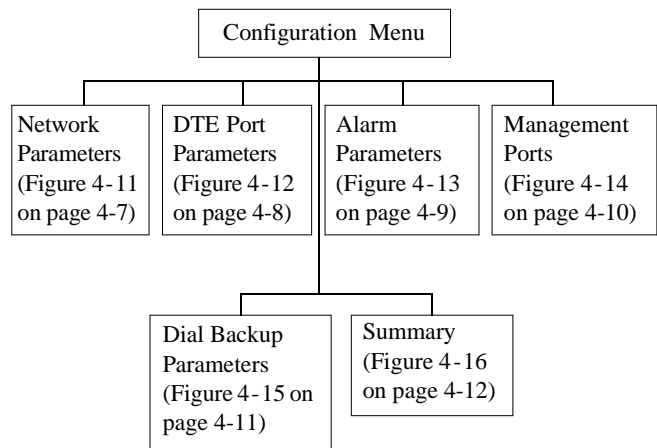 Configuration Menu
Network
Parameters
(Figure 4-11
on page 4-7)
DTE Port
Parameters
(Figure 4-12
on page 4-8)
Alarm
Parameters
(Figure 4-13
on page 4-9)
Management
Ports
(Figure 4-14
on page 4-10)
Dial Backup
Parameters
(Figure 4-15 on
page 4-11)
Summary
(Figure 4-16
on page 4-12)